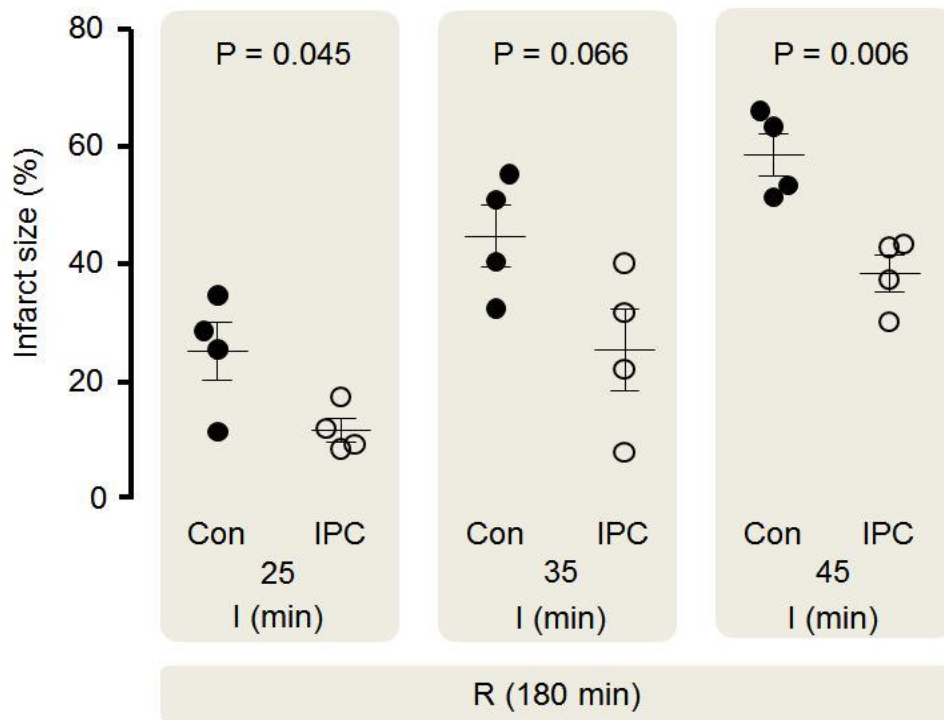 Infarct size (%)
80
60
40
20
0
P = 0.045
Con IPC
25
I (min)
P = 0.066
Con IPC
35
I (min)
P = 0.006
Con IPC
45
I (min)
R (180 min)